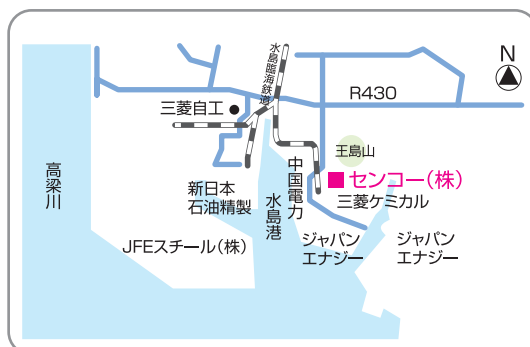 水島臨海鉄道
N
R430
三菱自工
王島山
センコー(株)
三菱ケミカル
高梁川
新日本
石油精製
水島港
中国電力
JFEスチール(株)
ジャパン
エナジー
ジャパン
エナジー